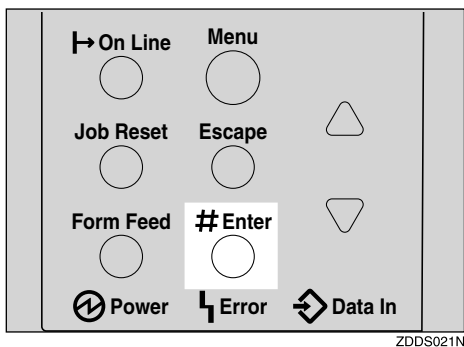 On Line Menu
Job Reset Escape
Form Feed # Enter
Power Error Data In
ZDDS021N